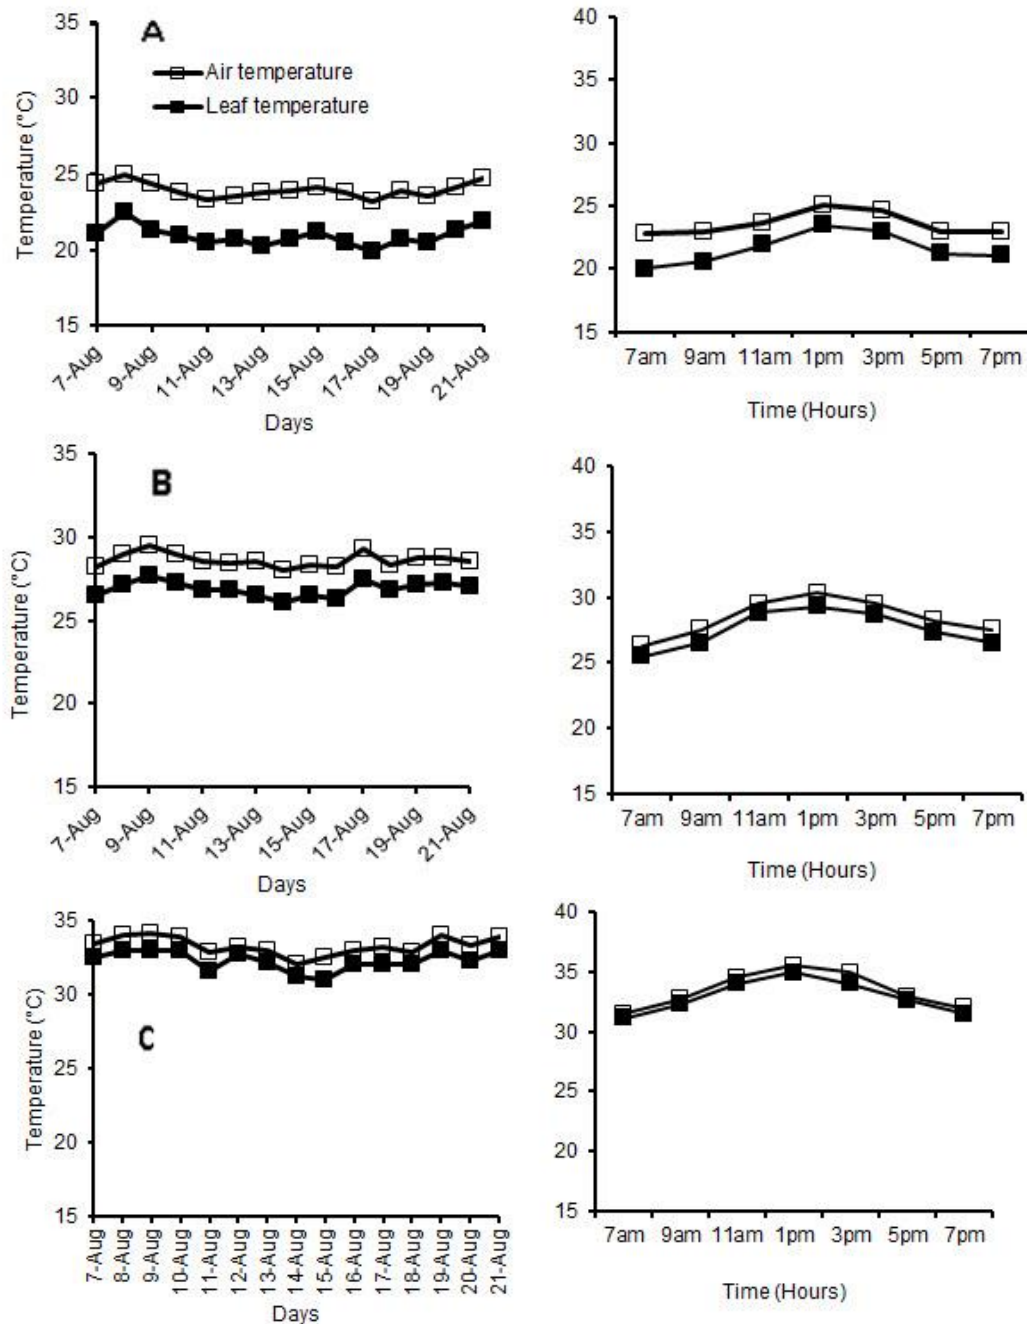 A
Air temperature
Leaf temperature
Temperature (°C)
35
30
25
20
15
7-Aug
9-Aug
11-Aug
13-Aug
15-Aug
17-Aug
19-Aug
21-Aug
Days
40
35
30
25
20
15
7am 9am 11am 1pm 3pm 5pm 7pm
Time (Hours)
B
Temperature (°C)
35
30
25
20
15
7-Aug
9-Aug
11-Aug
13-Aug
15-Aug
17-Aug
19-Aug
21-Aug
Days
40
35
30
25
20
15
7am 9am 11am 1pm 3pm 5pm 7pm
Time (Hours)
C
Temperature (°C)
35
30
25
20
15
7-Aug
8-Aug
9-Aug
10-Aug
11-Aug
12-Aug
13-Aug
14-Aug
15-Aug
16-Aug
17-Aug
18-Aug
19-Aug
20-Aug
21-Aug
Days
40
35
30
25
20
15
7am 9am 11am 1pm 3pm 5pm 7pm
Time (Hours)